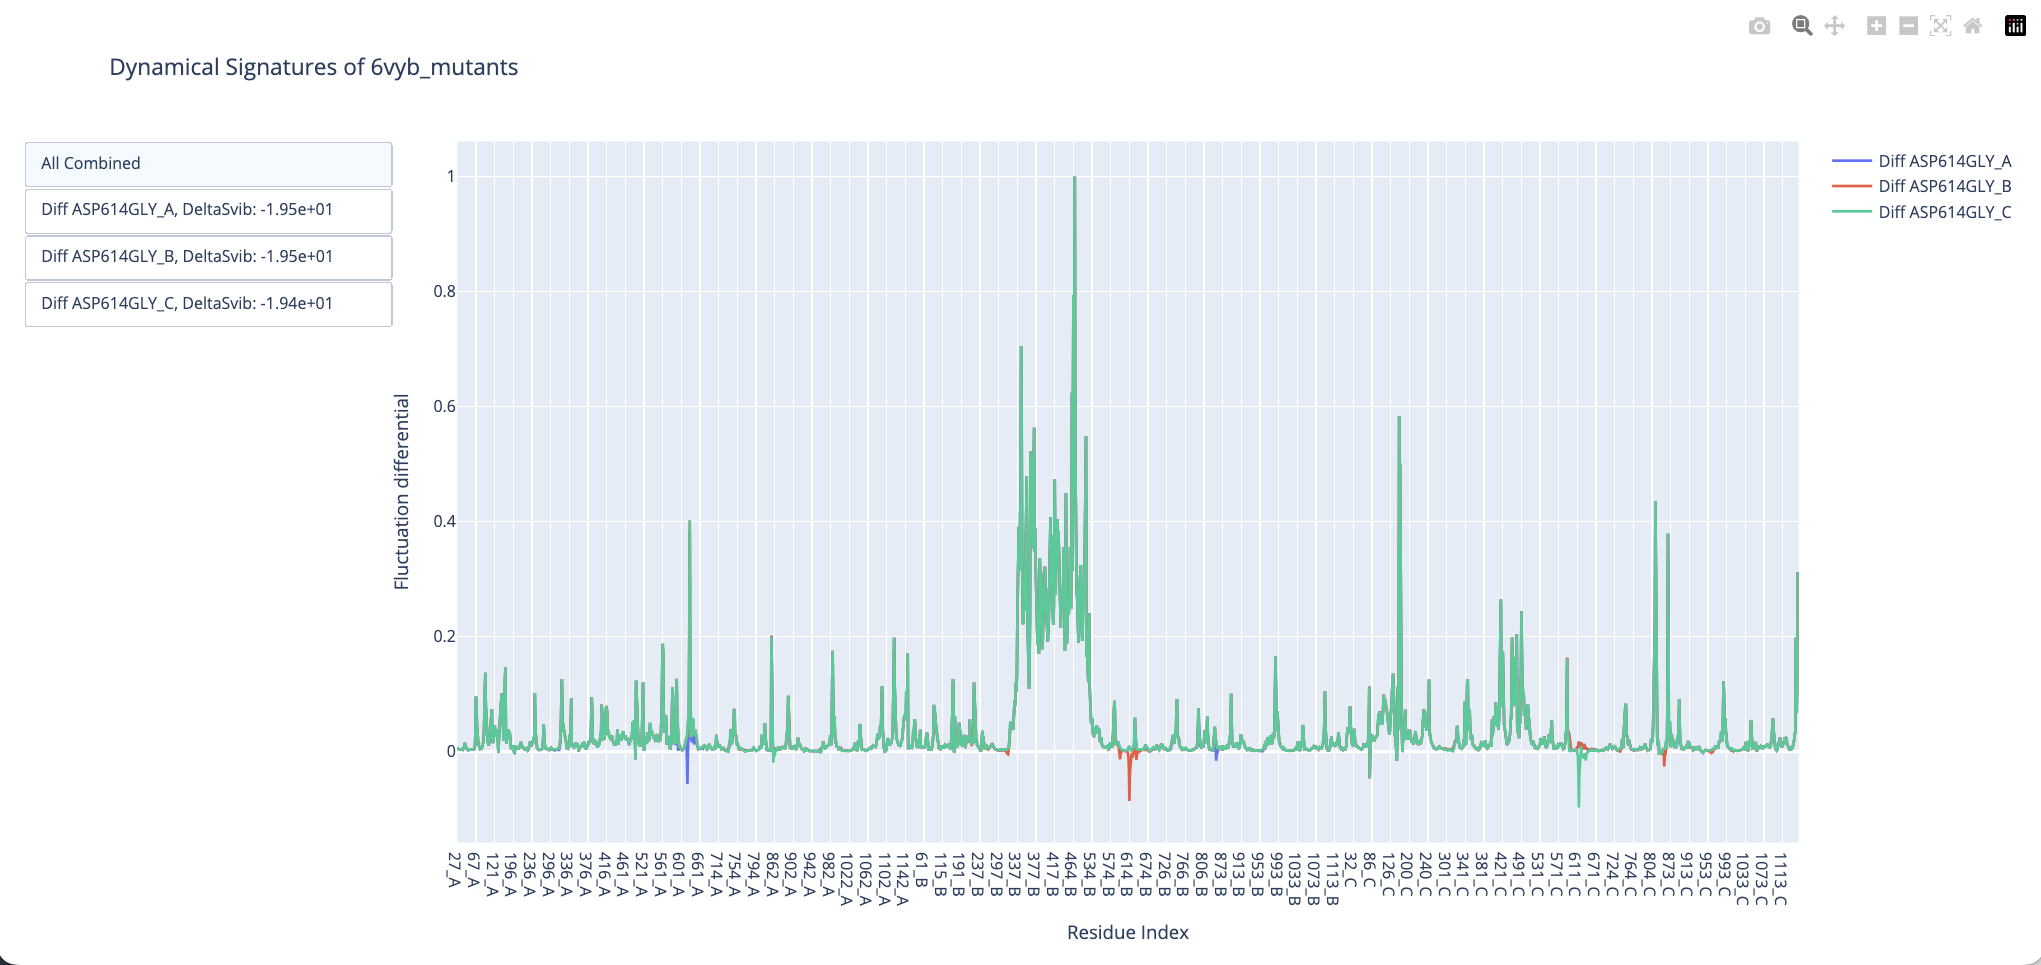 Dynamical Signatures of 6vyb_mutants
All Combined
Diff ASP614GLY_A, DeltaSvib: -1.95e+01
Diff ASP614GLY_B, DeltaSvib: -1.95e+01
Diff ASP614GLY_C, DeltaSvib: -1.94e+01
Diff ASP614GLY_A
Diff ASP614GLY_B
Diff ASP614GLY_C
Fluctuation differential
1
0.8
0.6
0.4
0.2
0
27_A
67_A
121_A
196_A
236_A
296_A
336_A
376_A
416_A
461_A
521_A
561_A
601_A
661_A
714_A
754_A
794_A
862_A
902_A
942_A
982_A
1022_A
1062_A
1102_A
1142_A
61_B
115_B
191_B
237_B
297_B
337_B
377_B
417_B
464_B
534_B
574_B
614_B
674_B
726_B
766_B
806_B
873_B
913_B
953_B
993_B
1033_B
1073_B
1113_B
32_C
86_C
126_C
200_C
240_C
301_C
341_C
381_C
421_C
491_C
531_C
571_C
611_C
671_C
724_C
764_C
804_C
873_C
913_C
953_C
993_C
1033_C
1073_C
1113_C
Residue Index